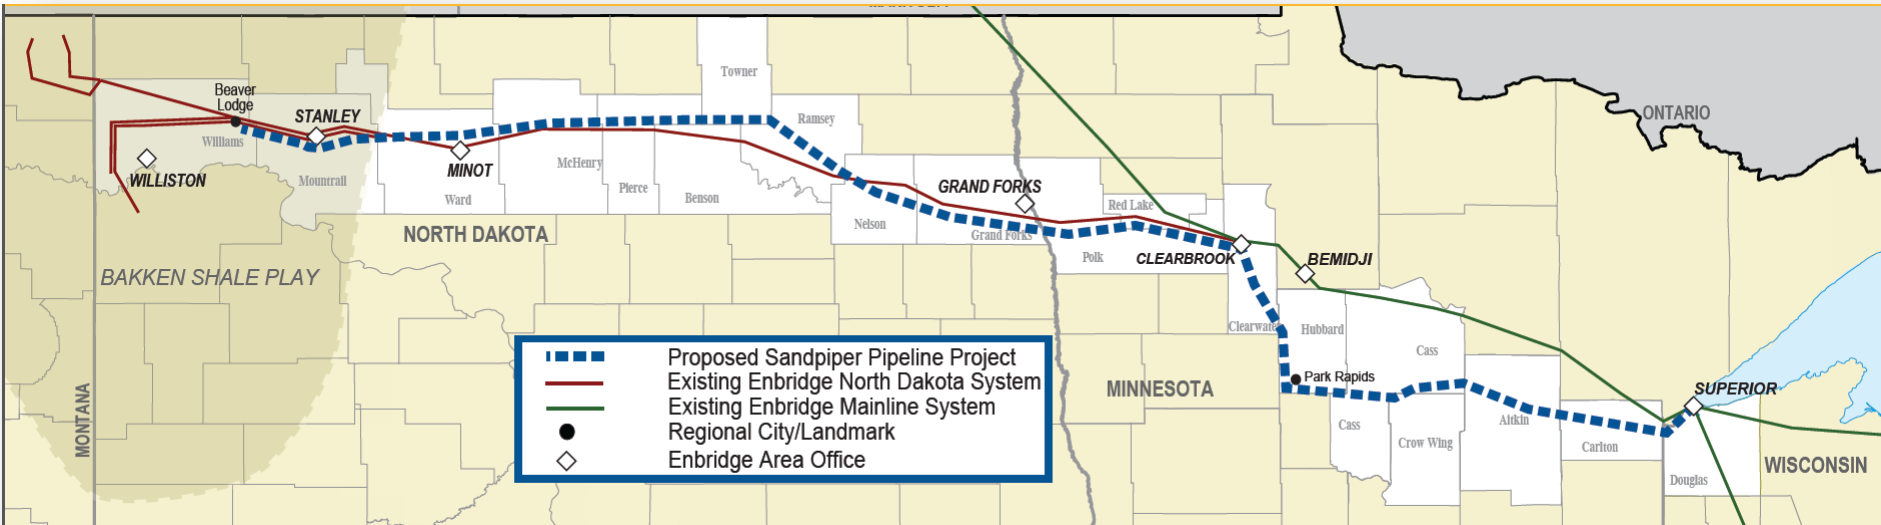 Towner
Beaver
Lodge
ONTARIO
STANLEY
Ramsey
Williams
McHenry
MINOT
WILLISTON
Mountrail
Pierce
GRAND FORKS
Ward
Benson
Red Lake
Nelson
NORTH DAKOTA
Grand Forks
Polk
CLEARBROOK
BEMIDJI
BAKKEN SHALE PLAY
Clearwater
Hubbard
Cass
Proposed Sandpiper Pipeline Project
Existing Enbridge North Dakota System
Existing Enbridge Mainline System
Regional City/Landmark
Enbridge Area Office
MONTANA
MINNESOTA
Park Rapids
SUPERIOR
Cass
Aitkin
Crow Wing
Carlton
WISCONSIN
Douglas